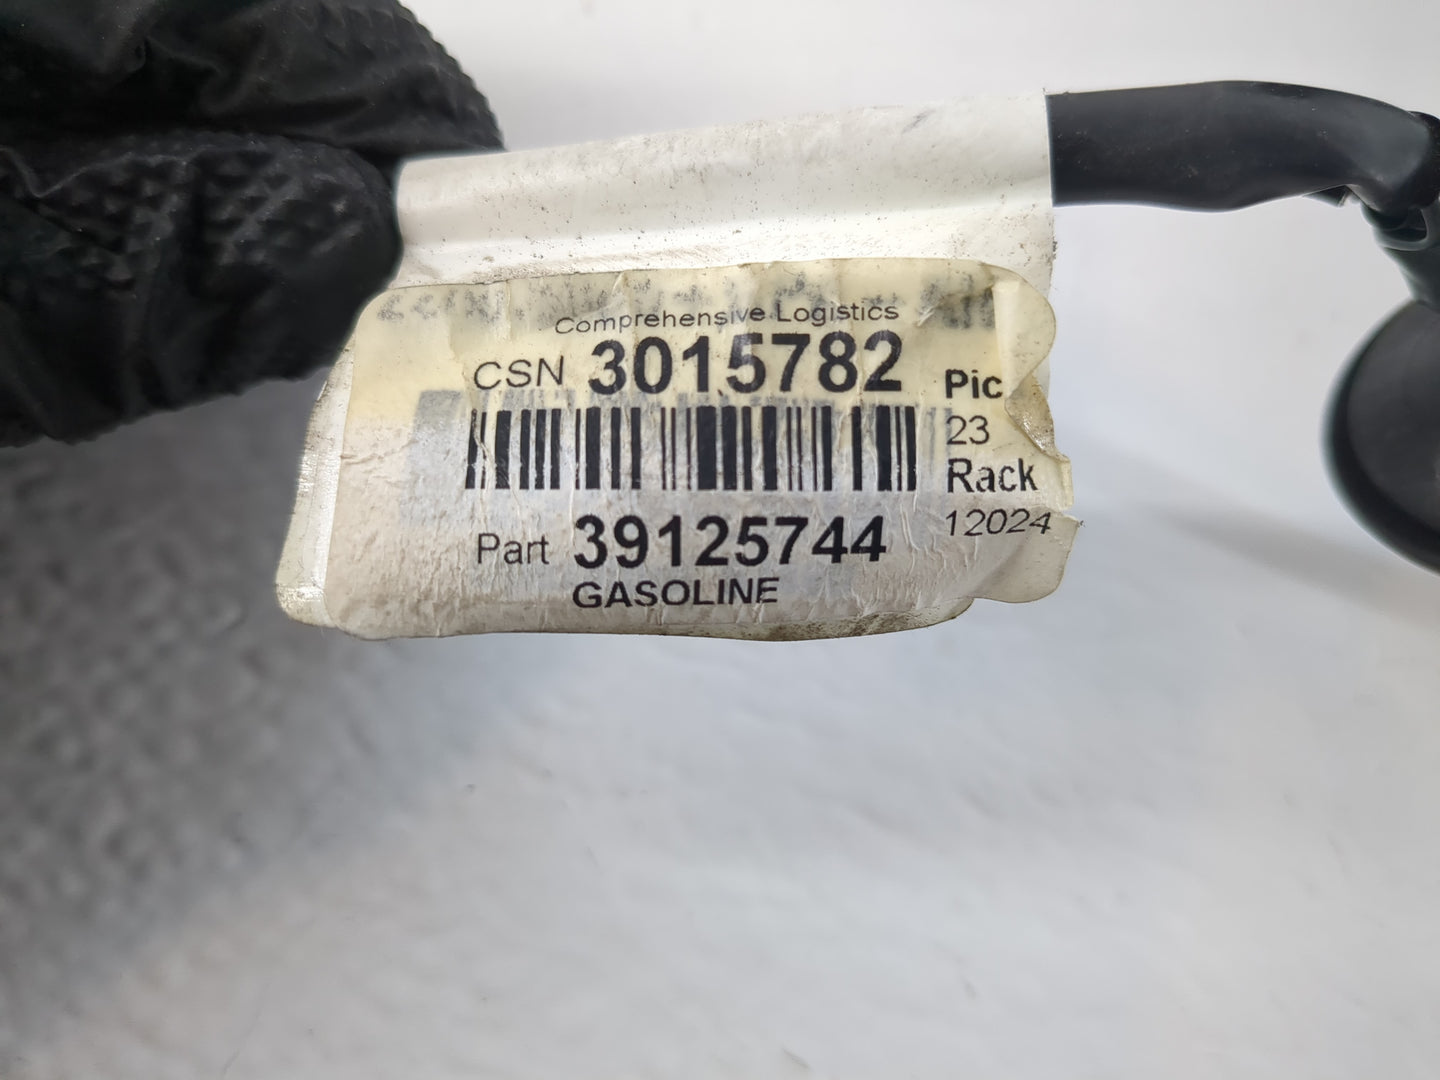 Comprehensive Logistics
CSN 3015782
Pic
23
Rack
12024
Part 39125744
GASOLINE